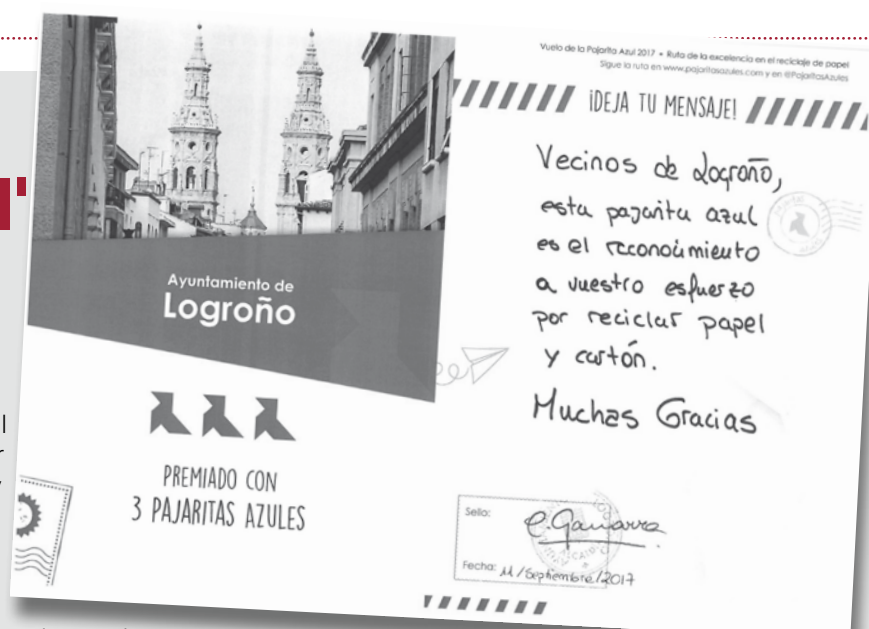 Ayuntamiento de
Logroño
PREMIADO CON
3 PAJARITAS AZULES
Vuelo de la Pajarita Azul 2017 • Ruta de la excelencia en el reciclaje de papel
Sigue la ruta en www.pajaritasazules.com y en @PajaritasAzules
¡DEJA TU MENSAJE!
Vecinos de Logroño,
esta pajarita azul
es el reconocimiento
a vuestro esfuerzo
por reciclar papel
y cartón.
Muchas Gracias
Sello:
C. Gamarra
Fecha: 11/Septiembre/2017